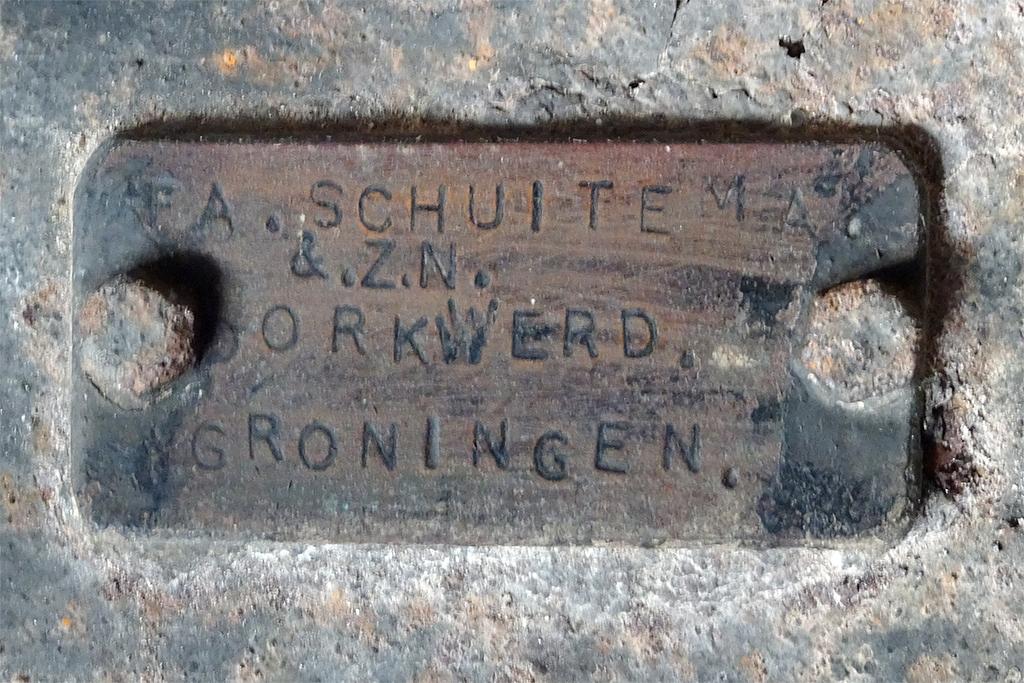 FA. SCHUITEMA
&.Z.N.
DORKWERD.
GRONINGEN.